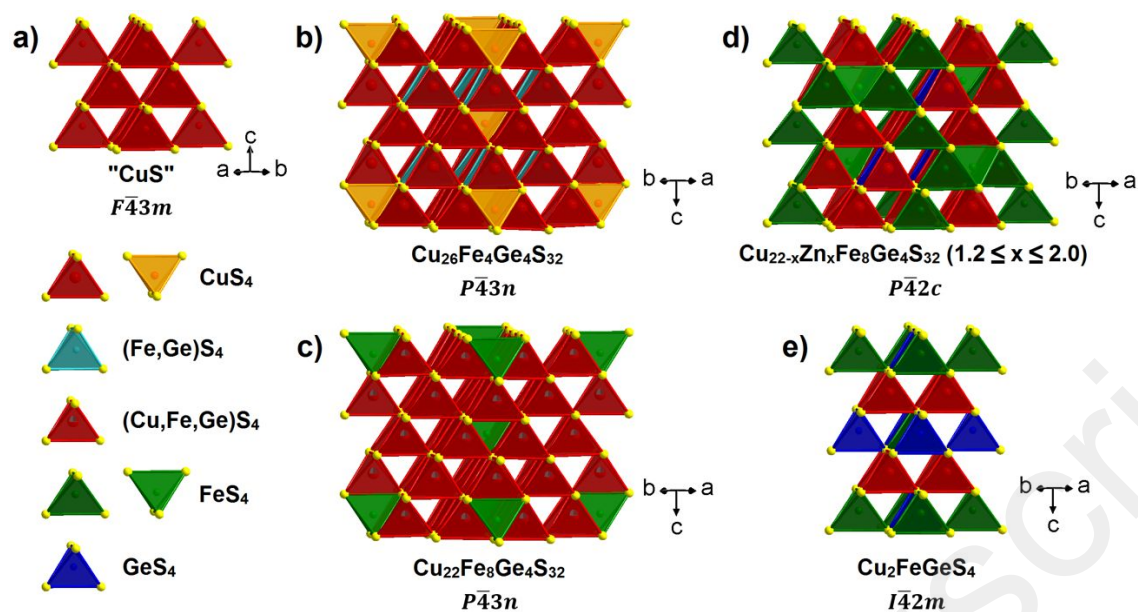 a)
c
a b
"CuS"
F4̅3m
CuS₄
(Fe,Ge)S₄
(Cu,Fe,Ge)S₄
FeS₄
GeS₄
b)
b a
c
Cu₂₆Fe₄Ge₄S₃₂
P4̅3n
c)
b a
c
Cu₂₂Fe₈Ge₄S₃₂
P4̅3n
d)
b a
c
Cu₂₂₋ₓZnₓFe₈Ge₄S₃₂ (1.2 ≤ x ≤ 2.0)
P4̅2c
e)
b a
c
Cu₂FeGeS₄
I4̅2m